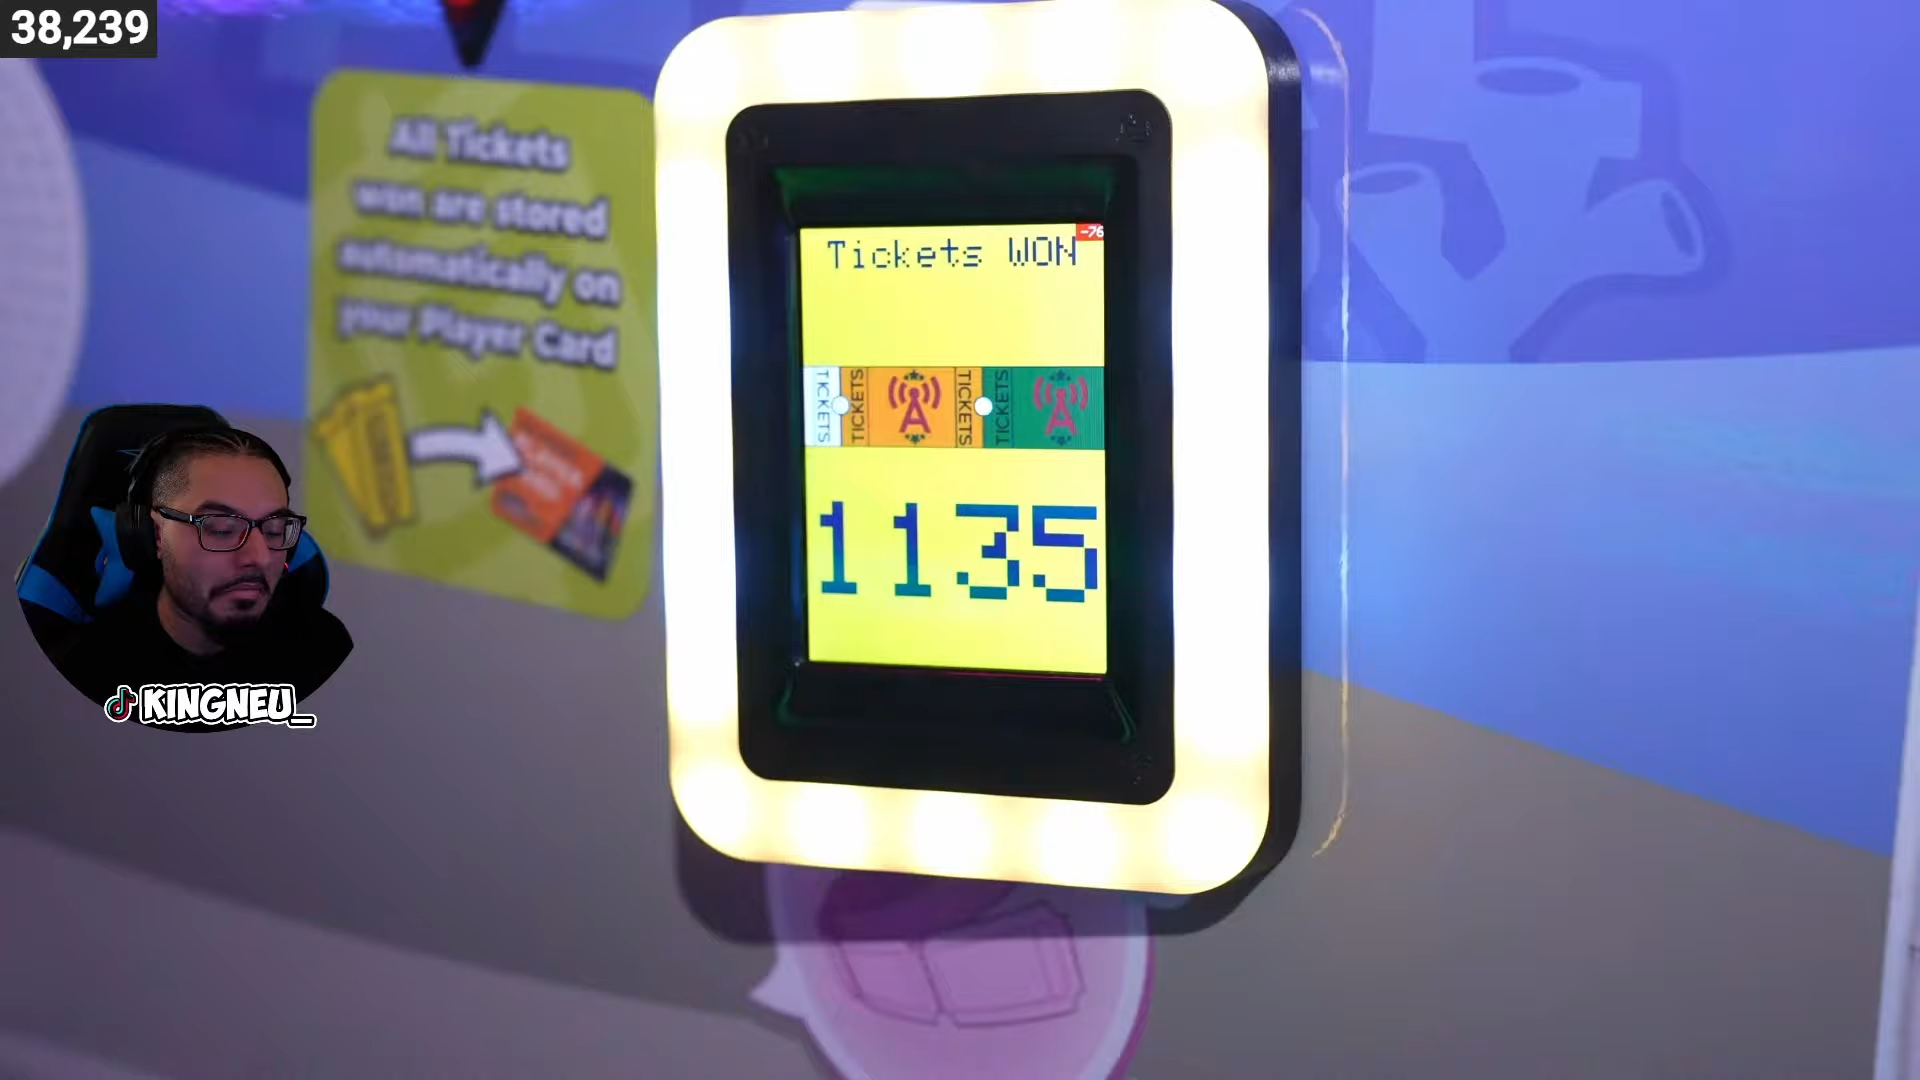 38,239
All Tickets
won are stored
automatically on
your Player Card
-76
Tickets WON
TICKETS
TICKETS
TICKETS
TICKETS
1135
KINGNEU_